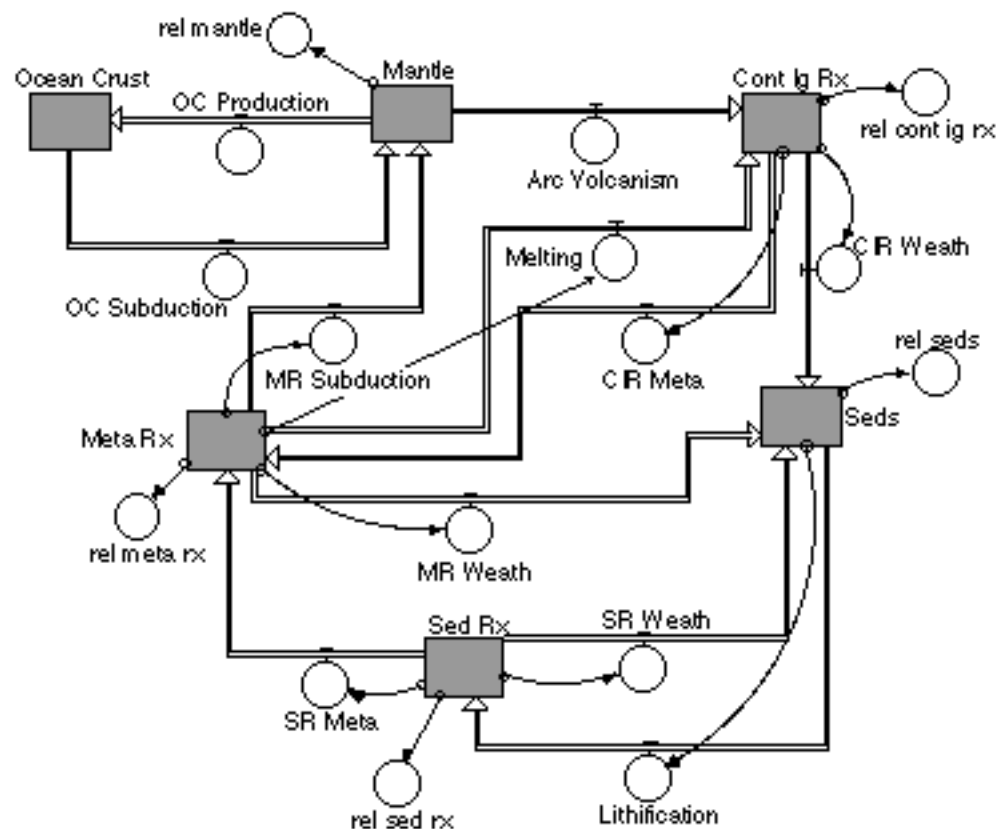 rel mantle
Ocean Crust
Mantle
Cont Ig Rx
OC Production
rel cont ig rx
Arc Volcanism
Melting
CIR Weath
OC Subduction
rel seds
MR Subduction
CIR Meta
Seds
Meta Rx
rel meta rx
MR Weath
Sed Rx
SR Weath
SR Meta
rel sed rx
Lithification